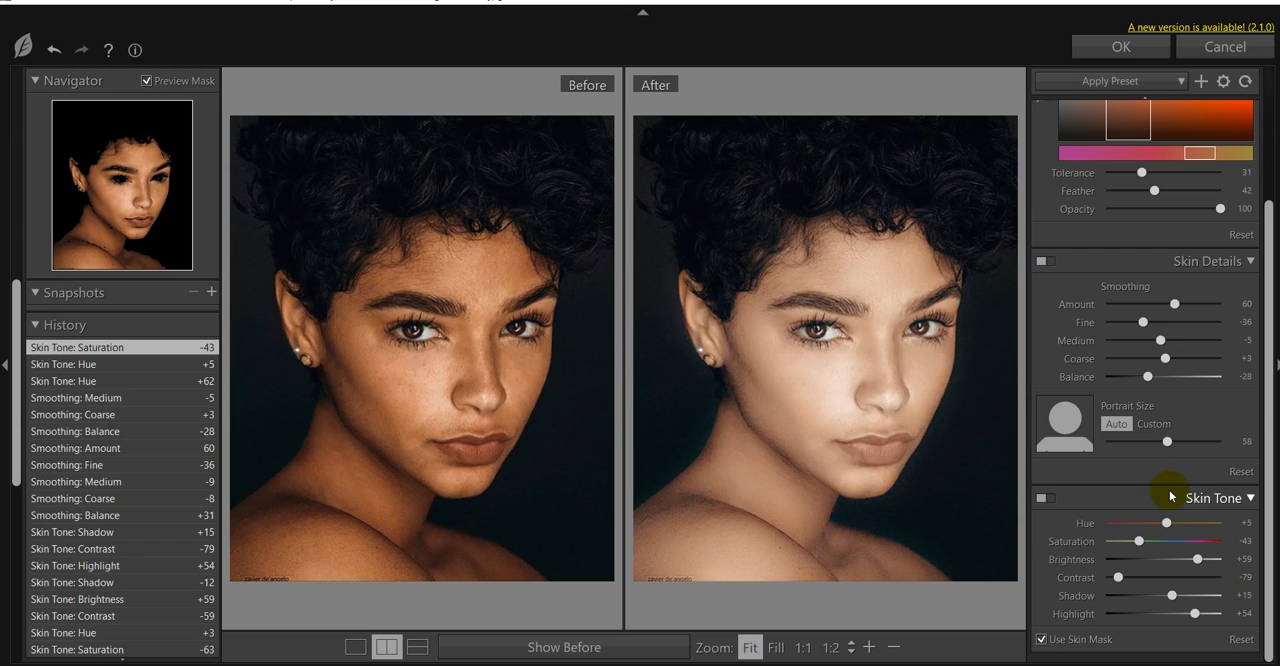 A new version is available! (2.1.0)
OK Cancel
Navigator Preview Mask
Before After
Apply Preset
Tolerance 31
Feather 42
Opacity 100
Reset
Skin Details
Smoothing
Amount 60
Fine -36
Medium -5
Coarse +3
Balance -28
Portrait Size
Auto Custom
58
Reset
Skin Tone
Hue +5
Saturation -43
Brightness +59
Contrast -79
Shadow +15
Highlight +54
Use Skin Mask Reset
Snapshots
History
Skin Tone: Saturation -43
Skin Tone: Hue +5
Skin Tone: Hue +62
Smoothing: Medium -5
Smoothing: Coarse +3
Smoothing: Balance -28
Smoothing: Amount 60
Smoothing: Fine -36
Smoothing: Medium -9
Smoothing: Coarse -8
Smoothing: Balance +31
Skin Tone: Shadow +15
Skin Tone: Contrast -79
Skin Tone: Highlight +54
Skin Tone: Shadow -12
Skin Tone: Brightness +59
Skin Tone: Contrast -59
Skin Tone: Hue +3
Skin Tone: Saturation -63
Show Before
Zoom: Fit Fill 1:1 1:2